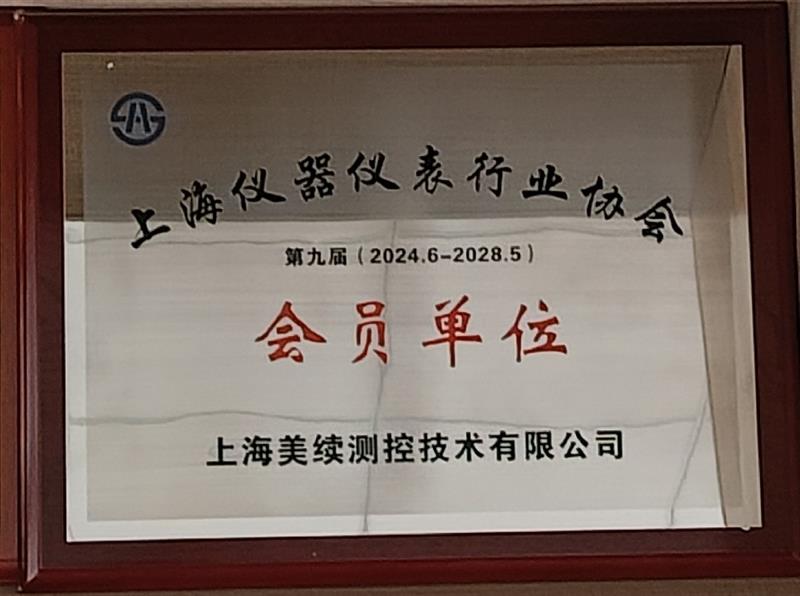 上海仪器仪表行业协会
第九届（2024.6-2028.5）
会员单位
上海美续测控技术有限公司